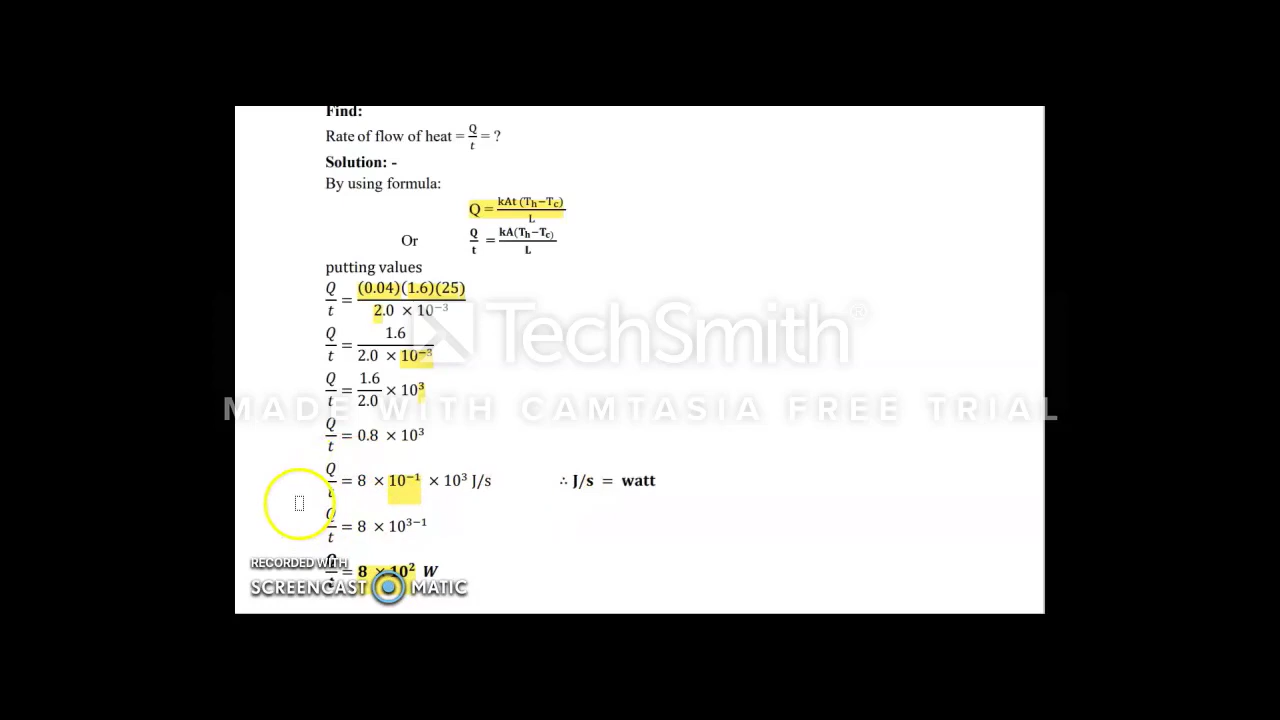 Find:
Rate of flow of heat = Q/t = ?
Solution: -
By using formula:
Q = kAt (Tₕ−T_c)/L
Or Q/t = kA(Tₕ−T_c)/L
putting values
Q/t = (0.04)(1.6)(25)/2.0 × 10⁻³
Q/t = 1.6/2.0 × 10⁻³
Q/t = 1.6/2.0 × 10³
Q/t = 0.8 × 10³
Q/t = 8 × 10⁻¹ × 10³ J/s ∴ J/s = watt
Q/t = 8 × 10³⁻¹
Q/t = 8 × 10² W
TechSmith®
MADE WITH CAMTASIA FREE TRIAL
RECORDED WITH
SCREENCAST MATIC